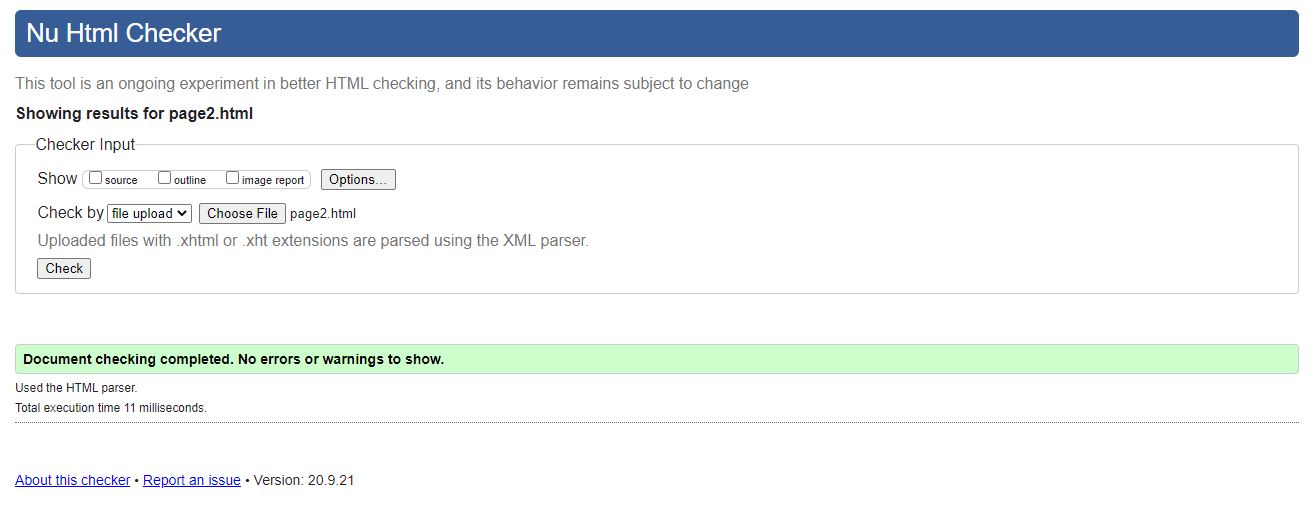 Nu Html Checker
This tool is an ongoing experiment in better HTML checking, and its behavior remains subject to change
Showing results for page2.html
Checker Input
Show source outline image report Options...
Check by file upload Choose File page2.html
Uploaded files with .xhtml or .xht extensions are parsed using the XML parser.
Check
Document checking completed. No errors or warnings to show.
Used the HTML parser.
Total execution time 11 milliseconds.
About this checker • Report an issue • Version: 20.9.21